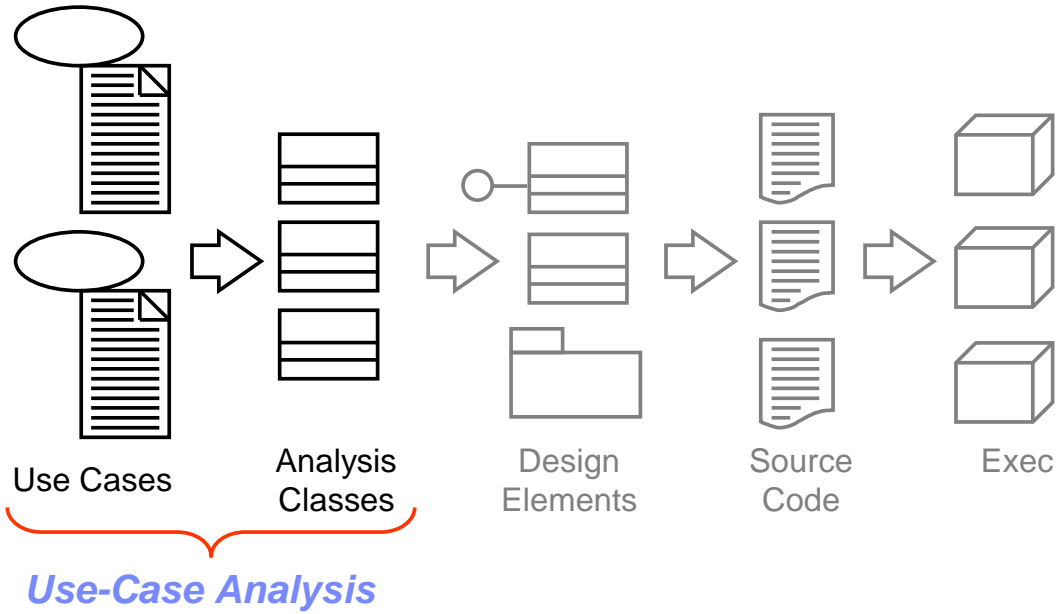 Use Cases
Analysis
Classes
Design
Elements
Source
Code
Exec
Use-Case Analysis